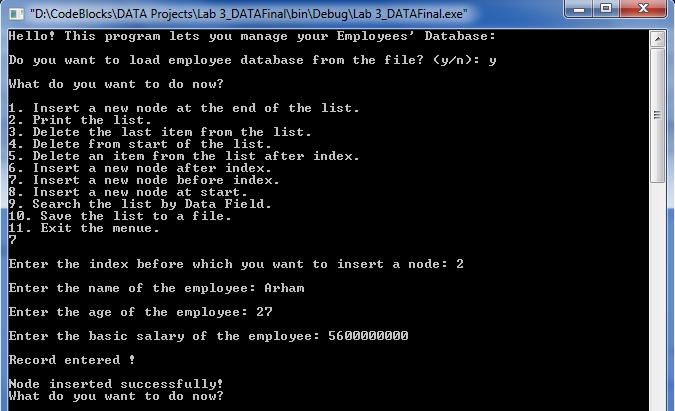 "D:\CodeBlocks\DATA Projects\Lab 3_DATAFinal\bin\Debug\Lab 3_DATAFinal.exe"
Hello! This program lets you manage your Employees' Database:
Do you want to load employee database from the file? (y/n): y
What do you want to do now?
1. Insert a new node at the end of the list.
2. Print the list.
3. Delete the last item from the list.
4. Delete from start of the list.
5. Delete an item from the list after index.
6. Insert a new node after index.
7. Insert a new node before index.
8. Insert a new node at start.
9. Search the list by Data Field.
10. Save the list to a file.
11. Exit the menue.
7
Enter the index before which you want to insert a node: 2
Enter the name of the employee: Arham
Enter the age of the employee: 27
Enter the basic salary of the employee: 5600000000
Record entered !
Node inserted successfully!
What do you want to do now?